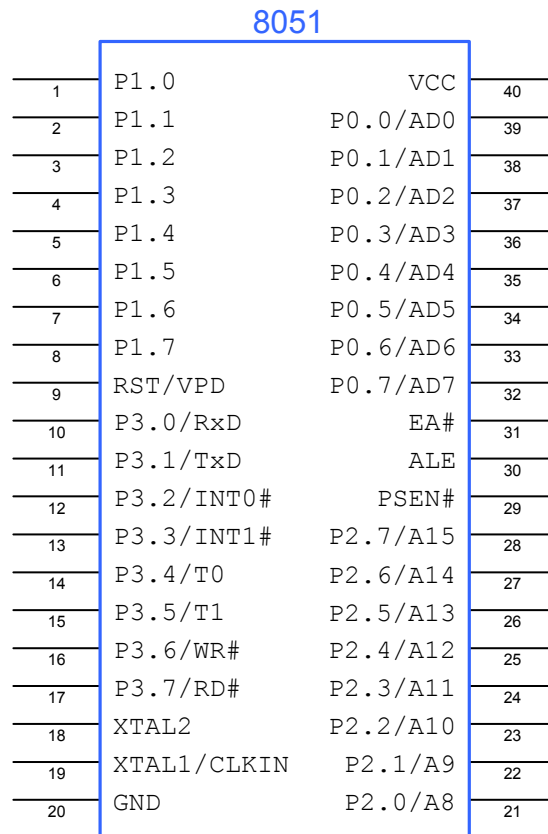 8051
1 P1.0 VCC 40
2 P1.1 P0.0/AD0 39
3 P1.2 P0.1/AD1 38
4 P1.3 P0.2/AD2 37
5 P1.4 P0.3/AD3 36
6 P1.5 P0.4/AD4 35
7 P1.6 P0.5/AD5 34
8 P1.7 P0.6/AD6 33
9 RST/VPD P0.7/AD7 32
10 P3.0/RxD EA# 31
11 P3.1/TxD ALE 30
12 P3.2/INT0# PSEN# 29
13 P3.3/INT1# P2.7/A15 28
14 P3.4/T0 P2.6/A14 27
15 P3.5/T1 P2.5/A13 26
16 P3.6/WR# P2.4/A12 25
17 P3.7/RD# P2.3/A11 24
18 XTAL2 P2.2/A10 23
19 XTAL1/CLKIN P2.1/A9 22
20 GND P2.0/A8 21